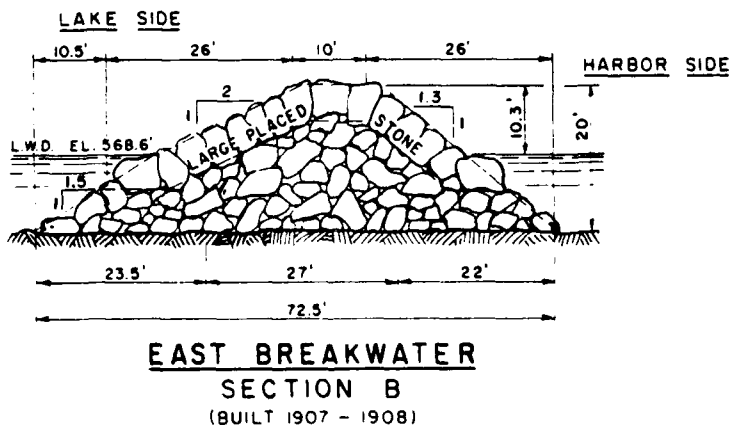 LAKE SIDE
10.5' 26' 10' 26'
HARBOR SIDE
2
1
1.3
1
LARGE PLACED STONE
10.3'
20'
L.W.D. EL. 568.6'
1.5
1
23.5' 27' 22'
72.5'
EAST BREAKWATER
SECTION B
(BUILT 1907 - 1908)